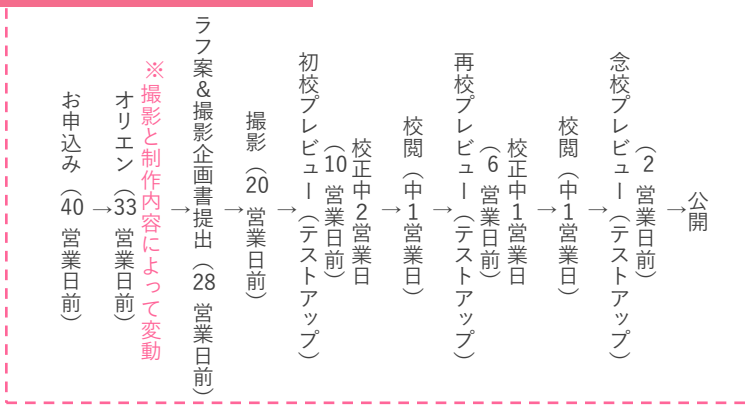 お申込み（40 営業日前）
→
オリエン（33 営業日前）
※撮影と制作内容によって変動
→
ラフ案＆撮影企画書提出（28 営業日前）
→
撮影（20 営業日前）
→
初校プレビュー（テストアップ）
（10 営業日前）
校正中2営業日
→
校閲（中1営業日）
→
再校プレビュー（テストアップ）
（6 営業日前）
校正中1営業日
→
校閲（中1営業日）
→
念校プレビュー（テストアップ）
（2 営業日前）
→
公開